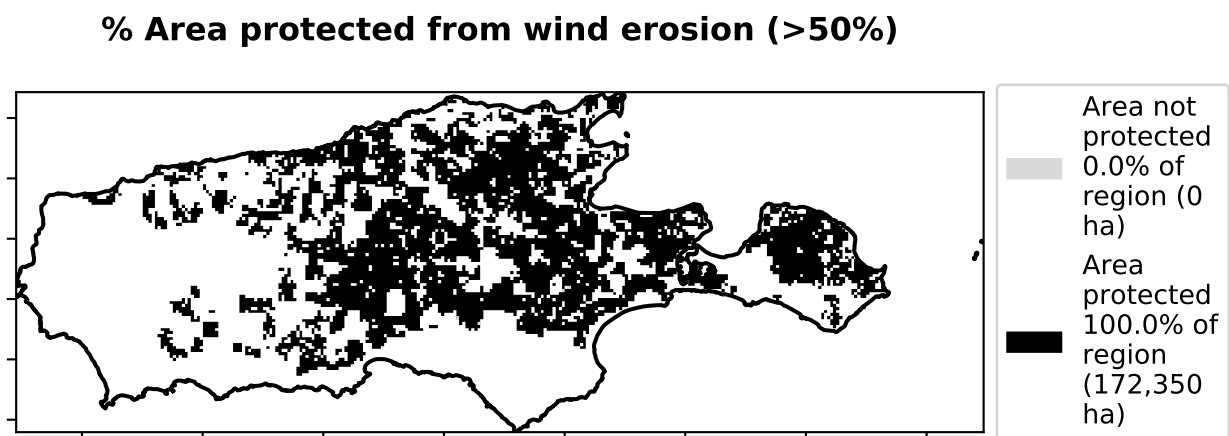 % Area protected from wind erosion (>50%)
Area not
protected
0.0% of
region (0
ha)
Area
protected
100.0% of
region
(172,350
ha)